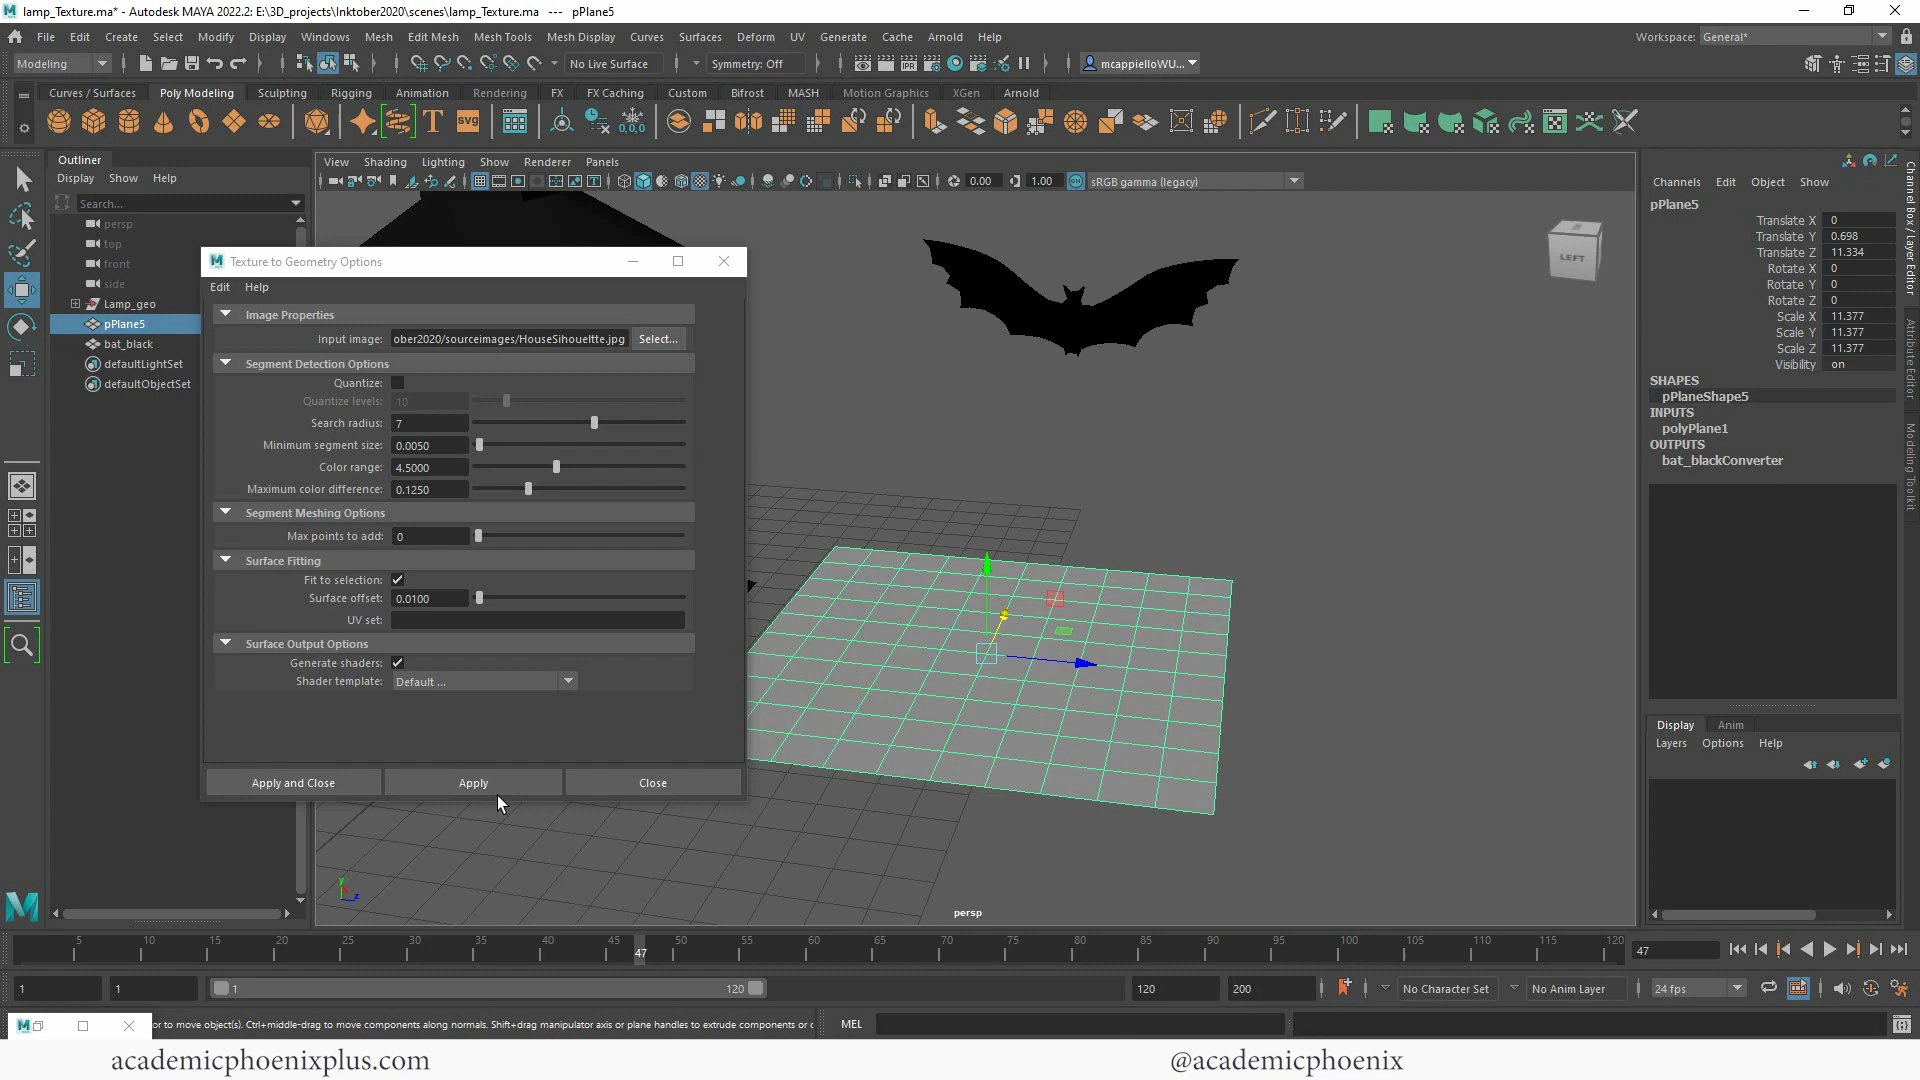 lamp_Texture.ma* - Autodesk MAYA 2022.2: E:\3D_projects\Inktober2020\scenes\lamp_Texture.ma --- pPlane5
File Edit Create Select Modify Display Windows Mesh Edit Mesh Mesh Tools Mesh Display Curves Surfaces Deform UV Generate Cache Arnold Help
Workspace: General*
Modeling
No Live Surface
Symmetry: Off
mcappielloWU...
Curves / Surfaces Poly Modeling Sculpting Rigging Animation Rendering FX FX Caching Custom Bifrost MASH Motion Graphics XGen Arnold
Outliner
Display Show Help
Search...
persp
top
front
side
Lamp_geo
pPlane5
bat_black
defaultLightSet
defaultObjectSet
View Shading Lighting Show Renderer Panels
0.00 1.00 sRGB gamma (legacy)
LEFT
Texture to Geometry Options
Edit Help
Image Properties
Input image: ober2020/sourceimages/HouseSihoueltte.jpg Select...
Segment Detection Options
Quantize:
Quantize levels: 10
Search radius: 7
Minimum segment size: 0.0050
Color range: 4.5000
Maximum color difference: 0.1250
Segment Meshing Options
Max points to add: 0
Surface Fitting
Fit to selection:
Surface offset: 0.0100
UV set:
Surface Output Options
Generate shaders:
Shader template: Default ...
Apply and Close Apply Close
persp
Channels Edit Object Show
pPlane5
Translate X 0
Translate Y 0.698
Translate Z 11.334
Rotate X 0
Rotate Y 0
Rotate Z 0
Scale X 11.377
Scale Y 11.377
Scale Z 11.377
Visibility on
SHAPES
pPlaneShape5
INPUTS
polyPlane1
OUTPUTS
bat_blackConverter
Channel Box / Layer Editor
Attribute Editor
Modeling Toolkit
Display Anim
Layers Options Help
5 10 15 20 25 30 35 40 45 50 55 60 65 70 75 80 85 90 95 100 105 110 115 120
47
47
1 1 1 120 120 200 No Character Set No Anim Layer 24 fps
or to move object(s). Ctrl+middle-drag to move components along normals. Shift+drag manipulator axis or plane handles to extrude components or c
MEL
academicphoenixplus.com
@academicphoenix